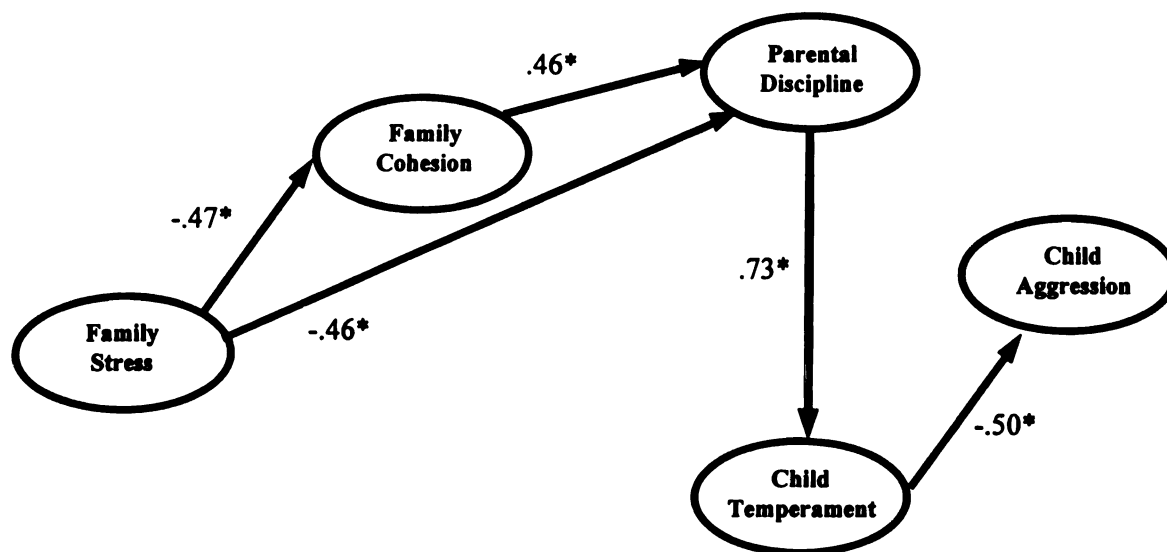 Parental
Discipline
.46*
Family
Cohesion
-.47*
-.46*
.73*
Child
Aggression
Family
Stress
-.50*
Child
Temperament